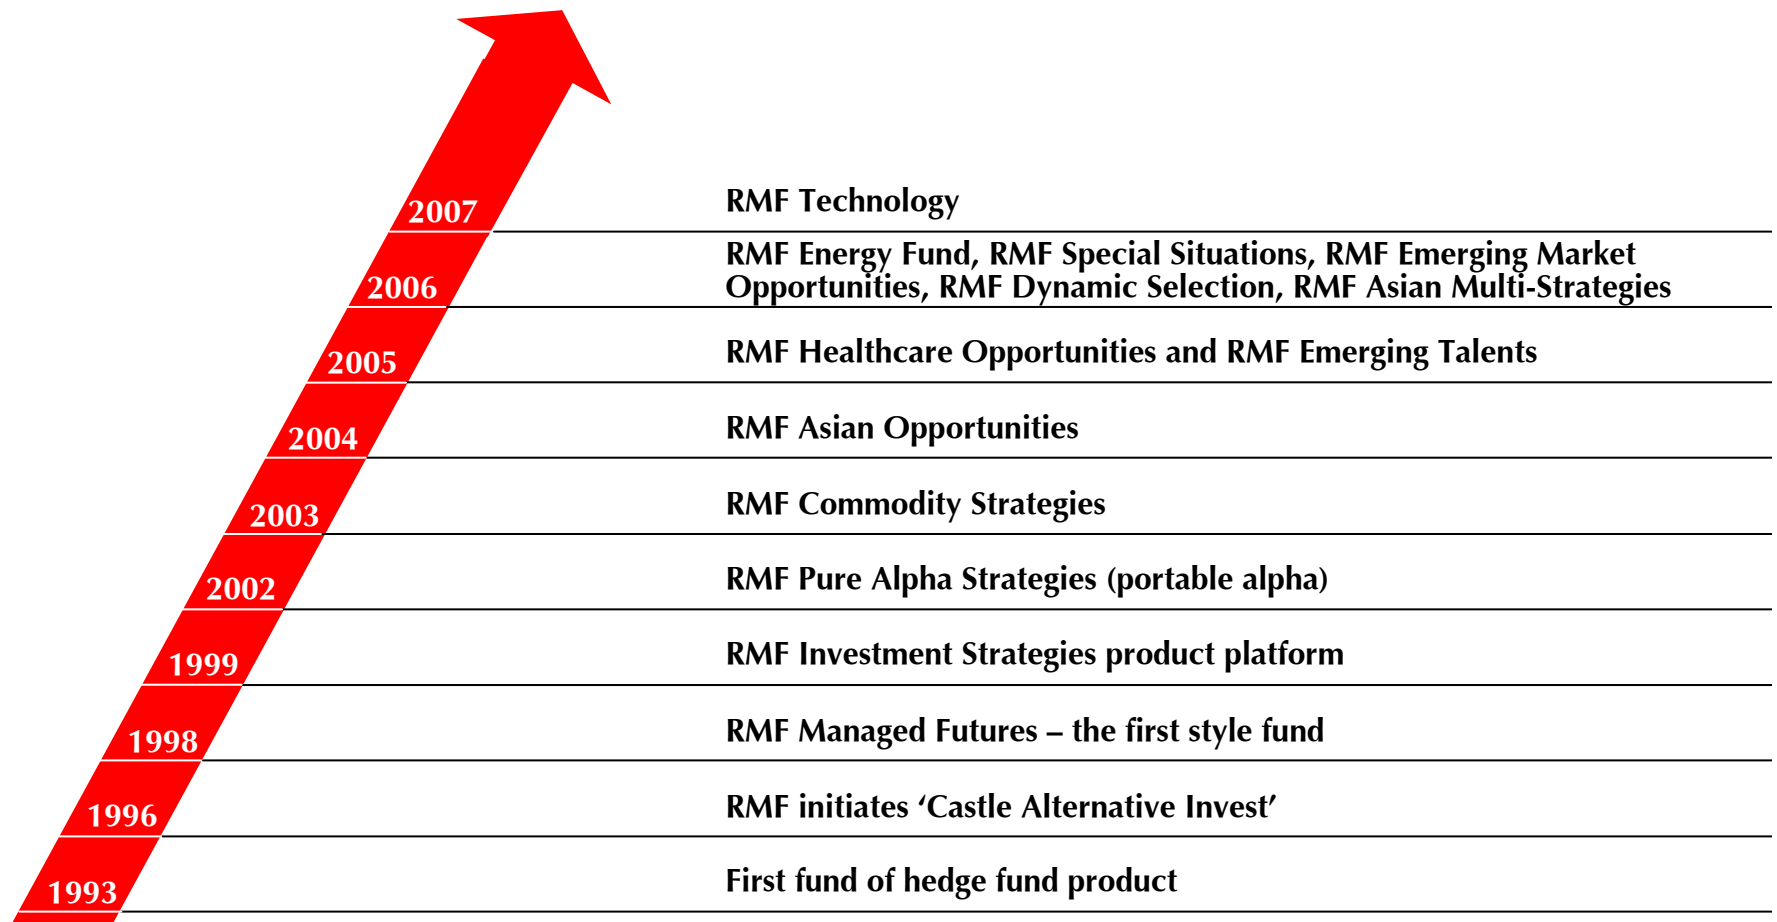 2007 RMF Technology
RMF Energy Fund, RMF Special Situations, RMF Emerging Market
2006 Opportunities, RMF Dynamic Selection, RMF Asian Multi-Strategies
2005 RMF Healthcare Opportunities and RMF Emerging Talents
2004 RMF Asian Opportunities
2003 RMF Commodity Strategies
2002 RMF Pure Alpha Strategies (portable alpha)
1999 RMF Investment Strategies product platform
1998 RMF Managed Futures – the first style fund
1996 RMF initiates ‘Castle Alternative Invest’
1993 First fund of hedge fund product